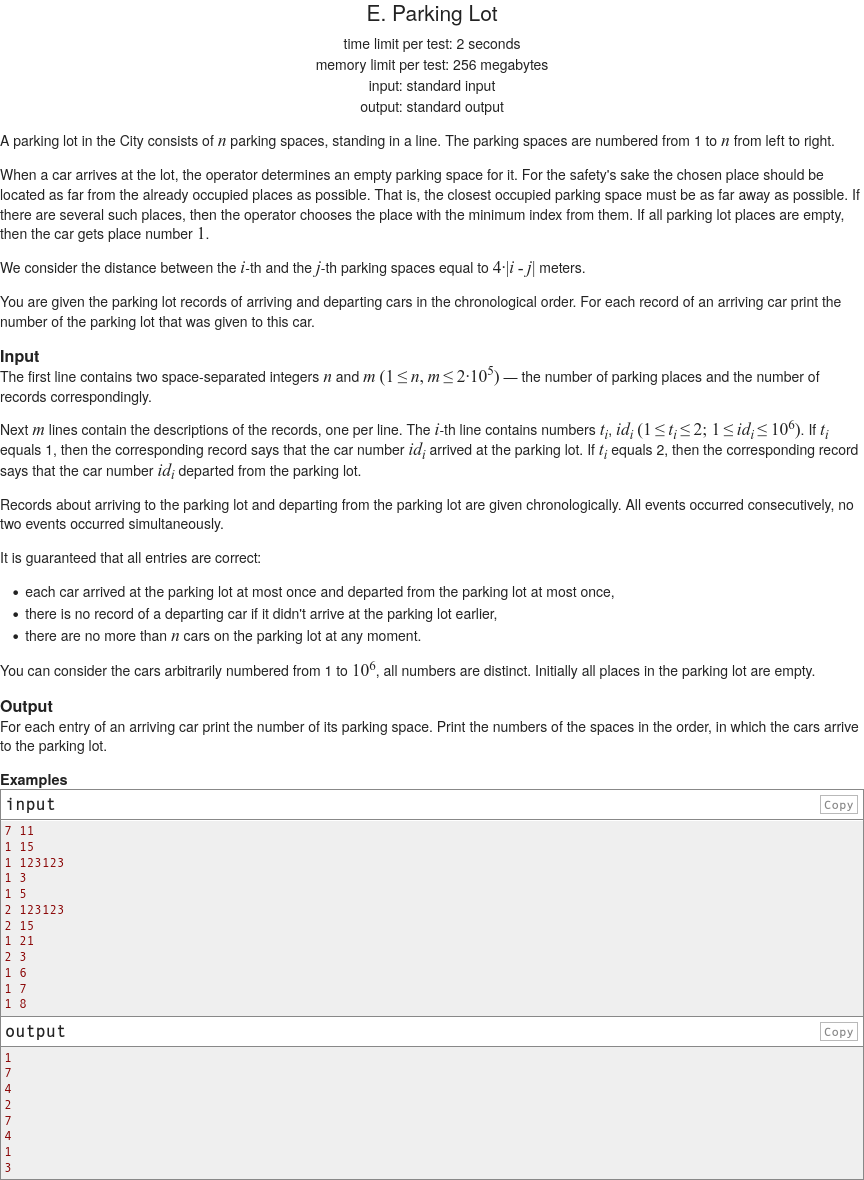 E. Parking Lot
time limit per test: 2 seconds
memory limit per test: 256 megabytes
input: standard input
output: standard output
A parking lot in the City consists of n parking spaces, standing in a line. The parking spaces are numbered from 1 to n from left to right.
When a car arrives at the lot, the operator determines an empty parking space for it. For the safety's sake the chosen place should be
located as far from the already occupied places as possible. That is, the closest occupied parking space must be as far away as possible. If
there are several such places, then the operator chooses the place with the minimum index from them. If all parking lot places are empty,
then the car gets place number 1.
We consider the distance between the i-th and the j-th parking spaces equal to 4·|i - j| meters.
You are given the parking lot records of arriving and departing cars in the chronological order. For each record of an arriving car print the
number of the parking lot that was given to this car.
Input
The first line contains two space-separated integers n and m (1 ≤ n, m ≤ 2·10^5) — the number of parking places and the number of
records correspondingly.
Next m lines contain the descriptions of the records, one per line. The i-th line contains numbers t_i, id_i (1 ≤ t_i ≤ 2; 1 ≤ id_i ≤ 10^6). If t_i
equals 1, then the corresponding record says that the car number id_i arrived at the parking lot. If t_i equals 2, then the corresponding record
says that the car number id_i departed from the parking lot.
Records about arriving to the parking lot and departing from the parking lot are given chronologically. All events occurred consecutively, no
two events occurred simultaneously.
It is guaranteed that all entries are correct:
• each car arrived at the parking lot at most once and departed from the parking lot at most once,
• there is no record of a departing car if it didn't arrive at the parking lot earlier,
• there are no more than n cars on the parking lot at any moment.
You can consider the cars arbitrarily numbered from 1 to 10^6, all numbers are distinct. Initially all places in the parking lot are empty.
Output
For each entry of an arriving car print the number of its parking space. Print the numbers of the spaces in the order, in which the cars arrive
to the parking lot.
Examples
input Copy
7 11
1 15
1 123123
1 3
1 5
2 123123
2 15
1 21
2 3
1 6
1 7
1 8
output Copy
1
7
4
2
7
4
1
3